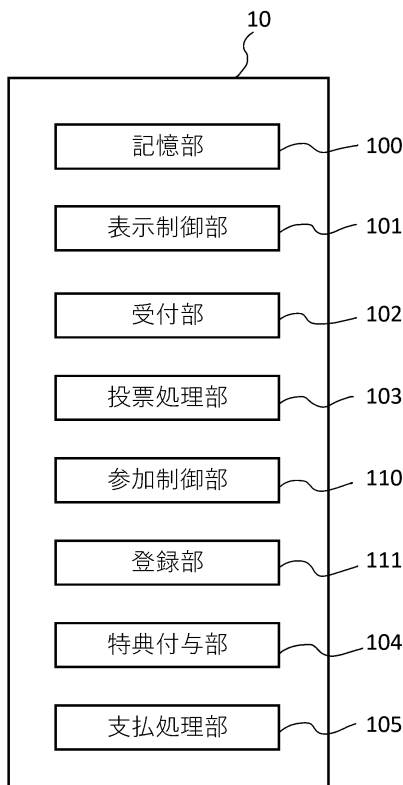 10
記憶部 100
表示制御部 101
受付部 102
投票処理部 103
参加制御部 110
登録部 111
特典付与部 104
支払処理部 105